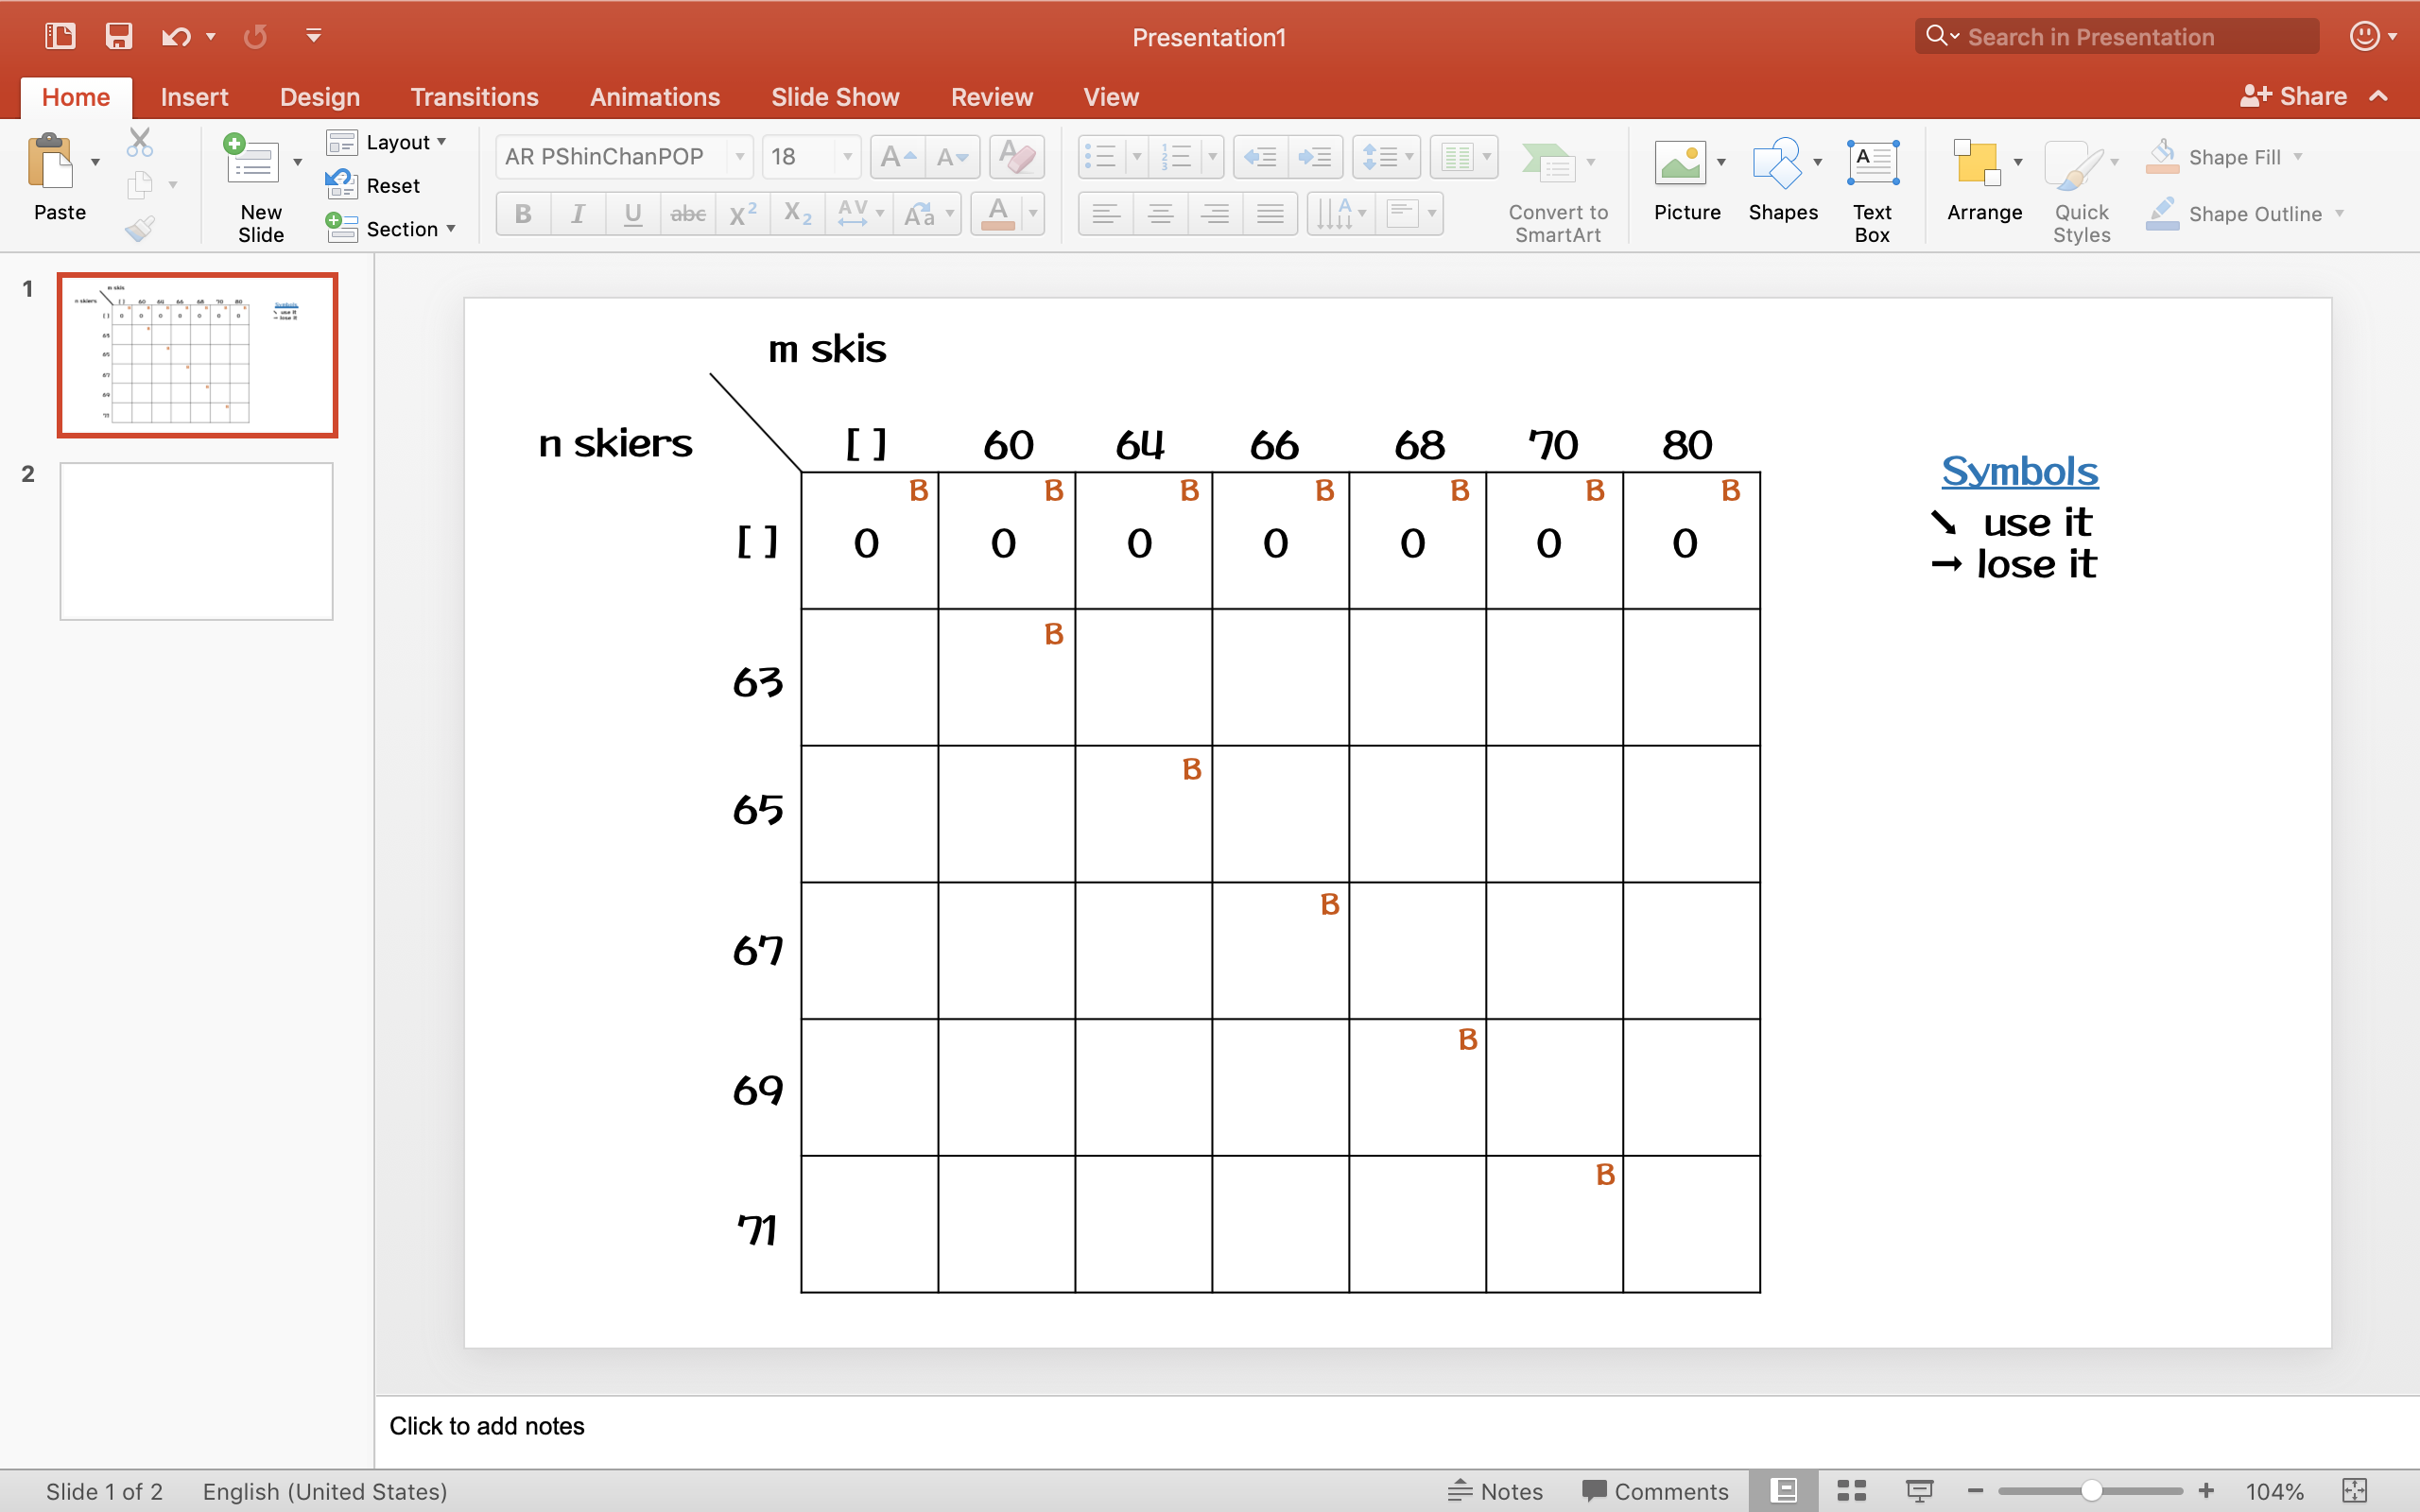 Presentation1
Search in Presentation
Home Insert Design Transitions Animations Slide Show Review View
Share
Paste
New Slide
Layout
Reset
Section
AR PShinChanPOP 18
Convert to SmartArt
Picture Shapes Text Box
Arrange Quick Styles
Shape Fill
Shape Outline
1
2
m skis
n skiers [ ] 60 64 66 68 70 80
B B B B B B B
[ ] 0 0 0 0 0 0 0
B
63
B
65
B
67
B
69
B
71
Symbols
↘ use it
→ lose it
Click to add notes
Slide 1 of 2 English (United States) Notes Comments 104%